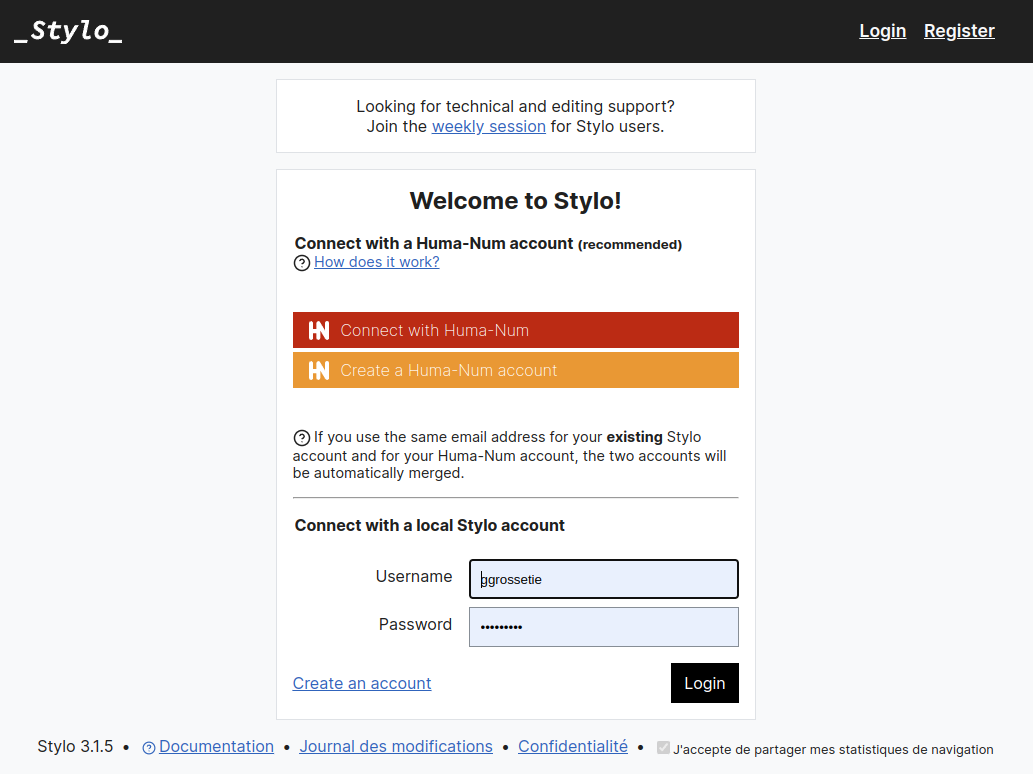 _Stylo_
Login Register
Looking for technical and editing support?
Join the weekly session for Stylo users.
Welcome to Stylo!
Connect with a Huma-Num account (recommended)
How does it work?
Connect with Huma-Num
Create a Huma-Num account
If you use the same email address for your existing Stylo
account and for your Huma-Num account, the two accounts will
be automatically merged.
Connect with a local Stylo account
Username ggrossetie
Password •••••••••
Create an account Login
Stylo 3.1.5 • Documentation • Journal des modifications • Confidentialité • J'accepte de partager mes statistiques de navigation